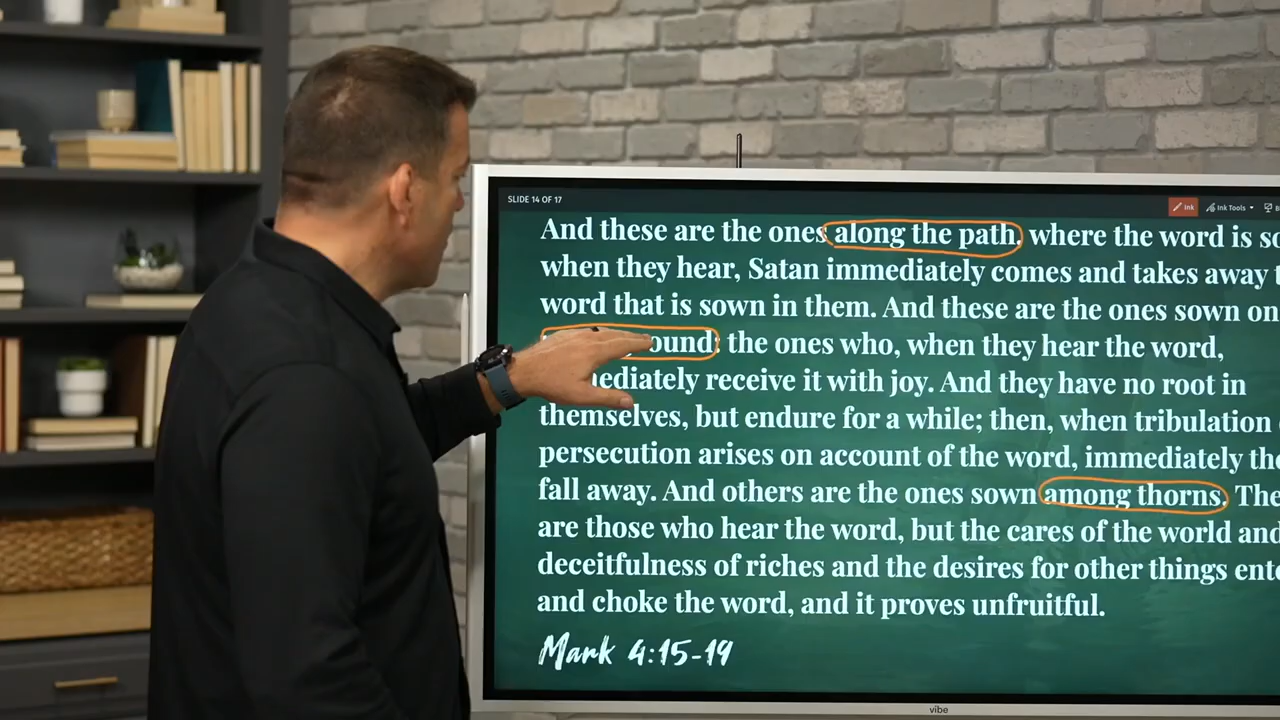 SLIDE 14 OF 17
Ink
Ink Tools
And these are the ones along the path, where the word is
when they hear, Satan immediately comes and takes away
word that is sown in them. And these are the ones sown on
the ones who, when they hear the word,
receive it with joy. And they have no root in
themselves, but endure for a while; then, when tribulation
persecution arises on account of the word, immediately
fall away. And others are the ones sown among thorns.
are those who hear the word, but the cares of the world and
deceitfulness of riches and the desires for other things
and choke the word, and it proves unfruitful.
Mark 4:15-19
vibe